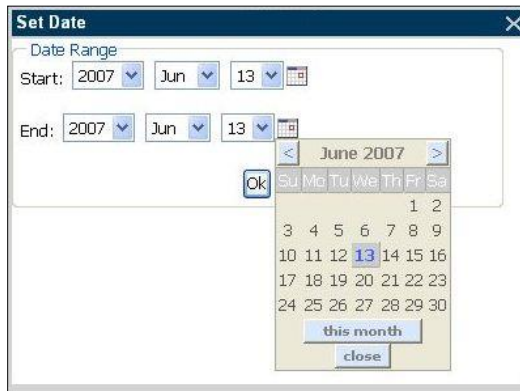 Set Date
Date Range
Start: 2007 Jun 13
End: 2007 Jun 13
< June 2007 >
Ok
Su Mo Tu We Th Fr Sa
1 2
3 4 5 6 7 8 9
10 11 12 13 14 15 16
17 18 19 20 21 22 23
24 25 26 27 28 29 30
this month
close